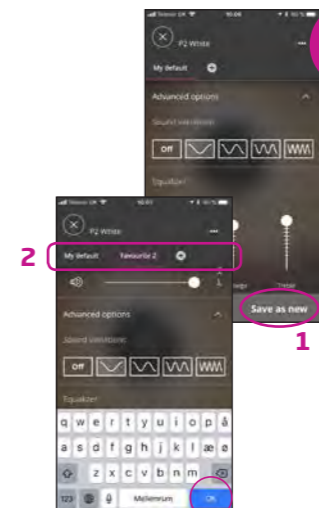 P2 White
My default
Advanced options
Sound variations
Off
Equalizer
Treble
Save as new
1
2
P2 White
My default Favourite 2
Advanced options
Sound variations
Off
Equalizer
q w e r t y u i o p å
a s d f g h j k l æ ø
z x c v b n m
123 Mellemrum OK